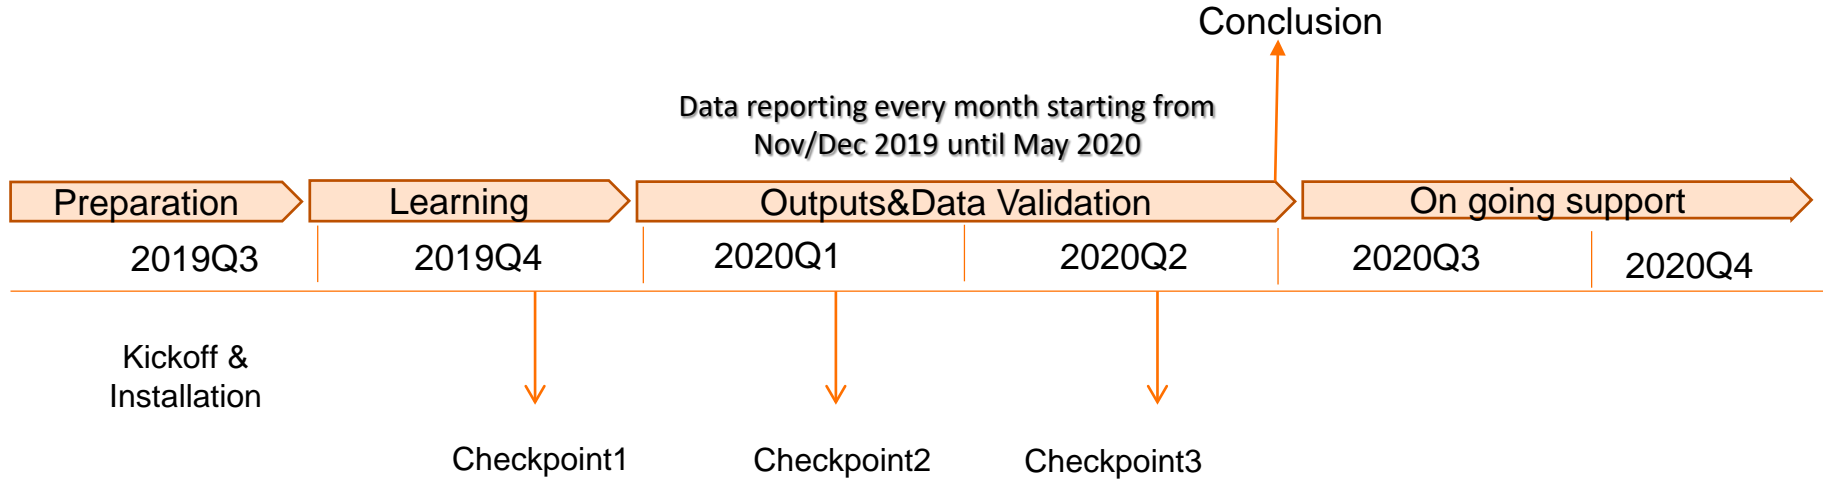 Conclusion
Data reporting every month starting from
Nov/Dec 2019 until May 2020
Preparation
Learning
Outputs&Data Validation
On going support
2019Q3
2019Q4
2020Q1
2020Q2
2020Q3
2020Q4
Kickoff &
Installation
Checkpoint1
Checkpoint2
Checkpoint3